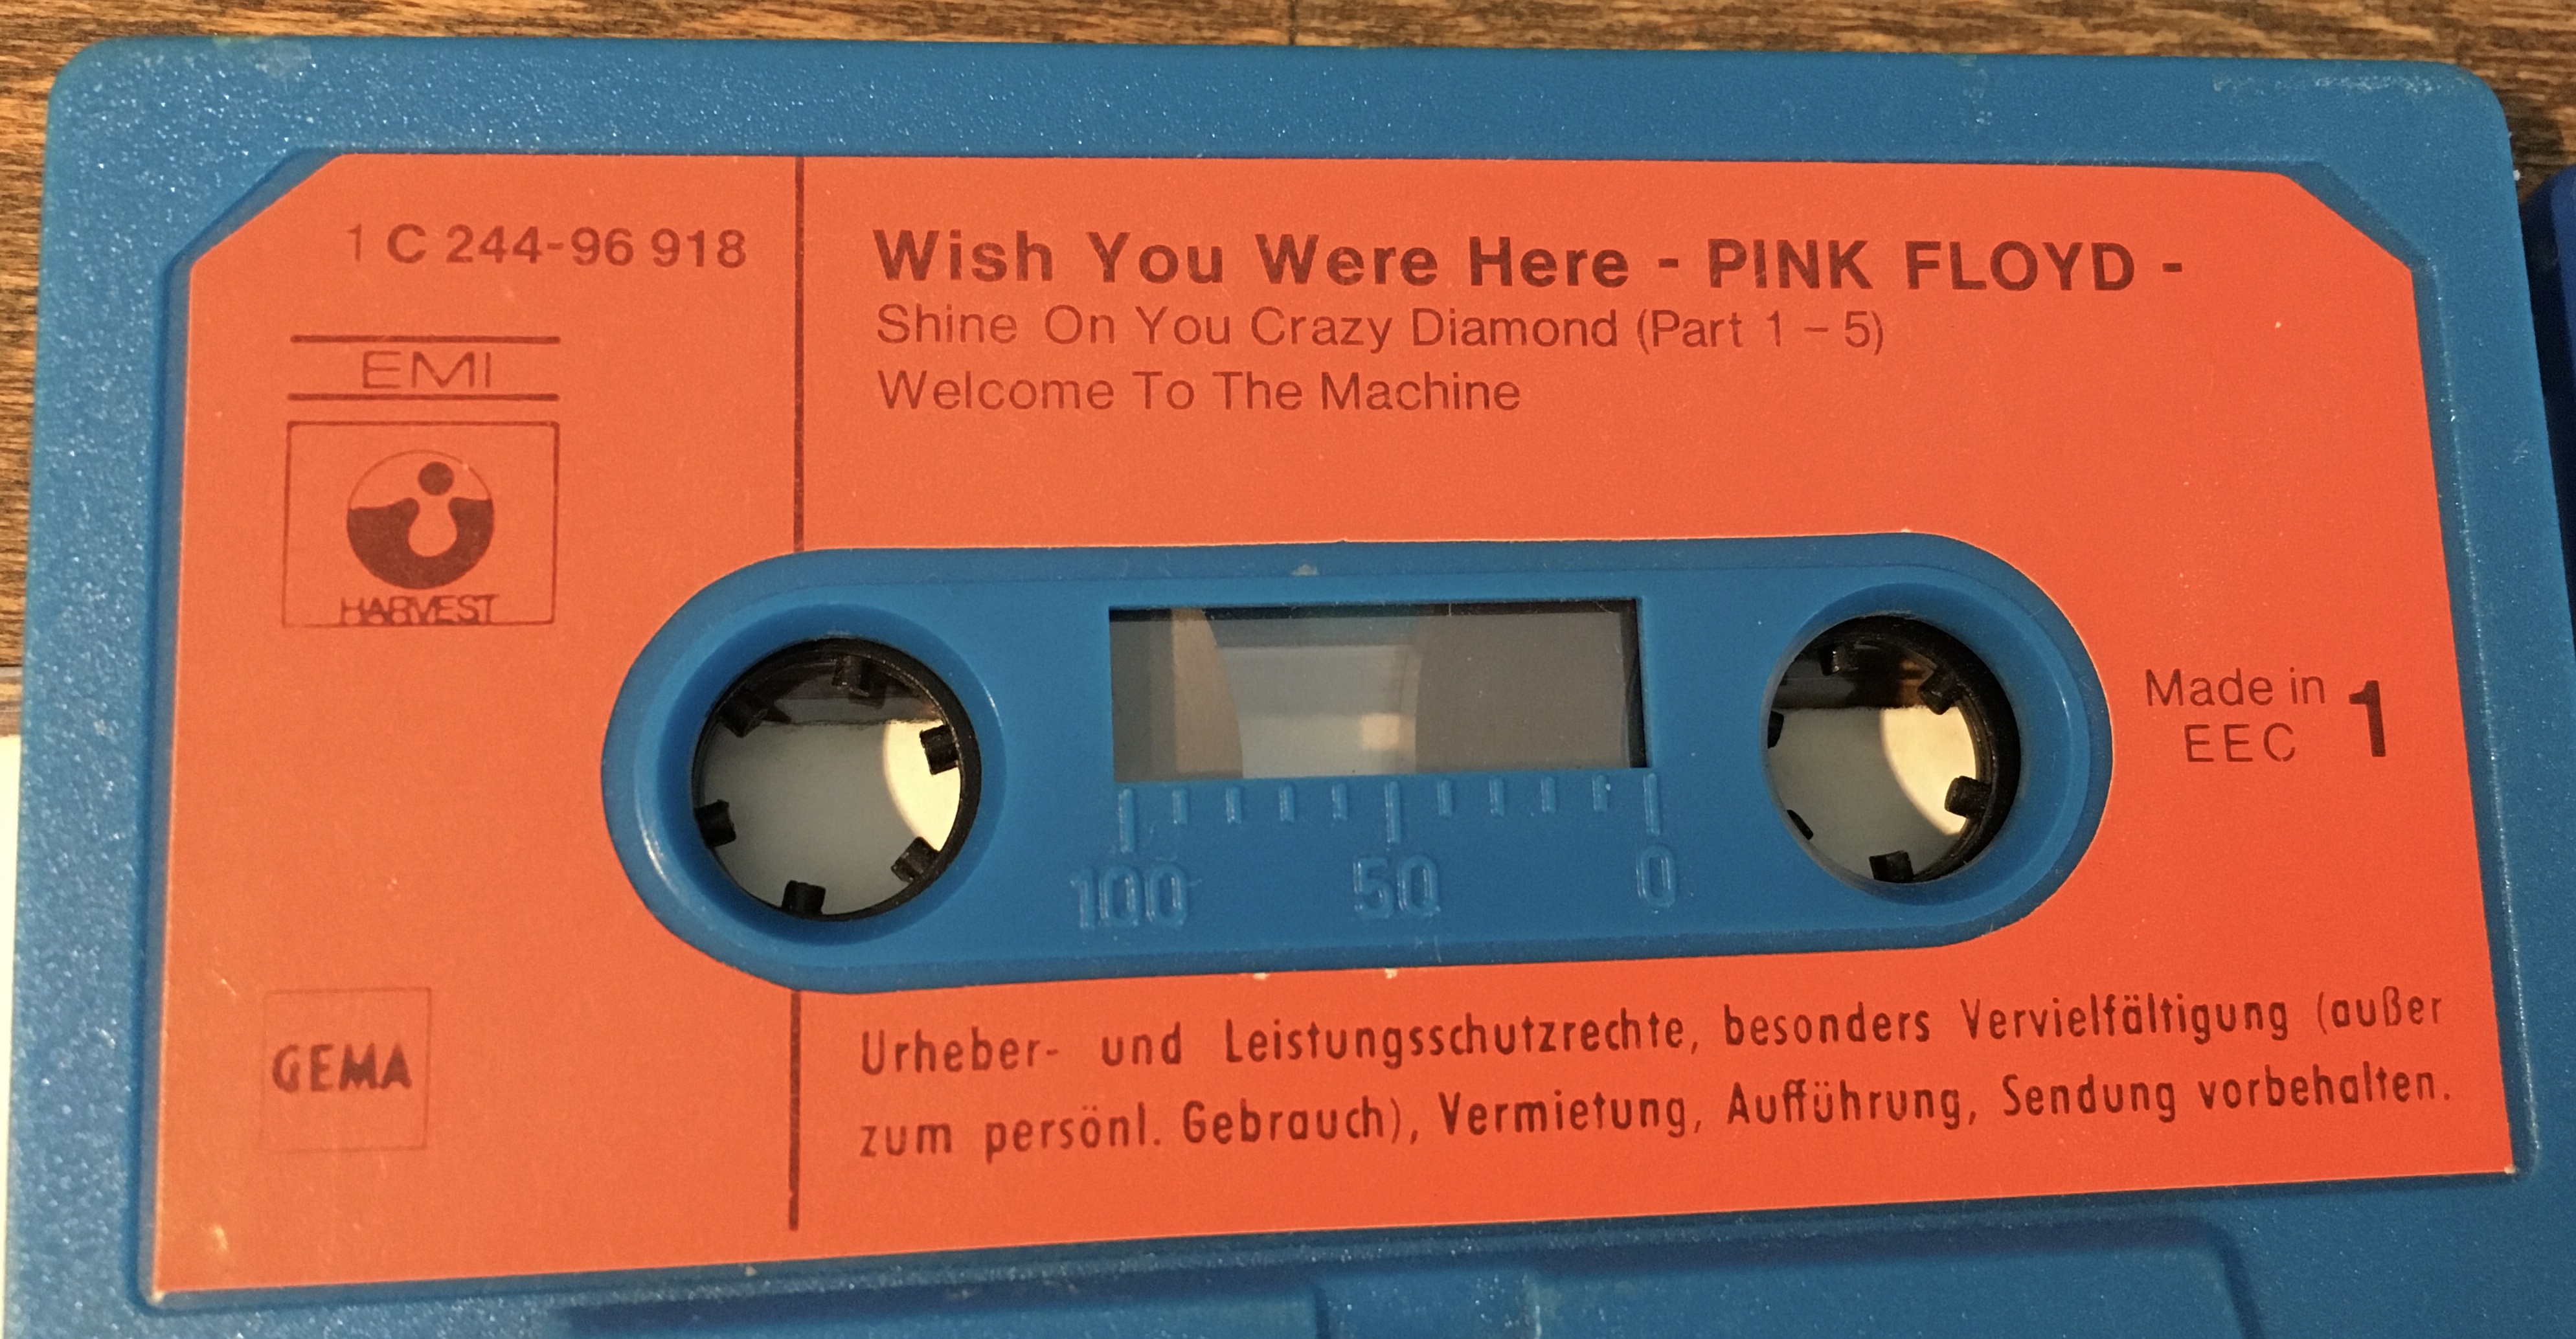 1 C 244-96 918
EMI
HARVEST
Wish You Were Here - PINK FLOYD -
Shine On You Crazy Diamond (Part 1 – 5)
Welcome To The Machine
Made in
EEC
1
100 50 0
GEMA
Urheber- und Leistungsschutzrechte, besonders Vervielfältigung (außer
zum persönl. Gebrauch), Vermietung, Aufführung, Sendung vorbehalten.